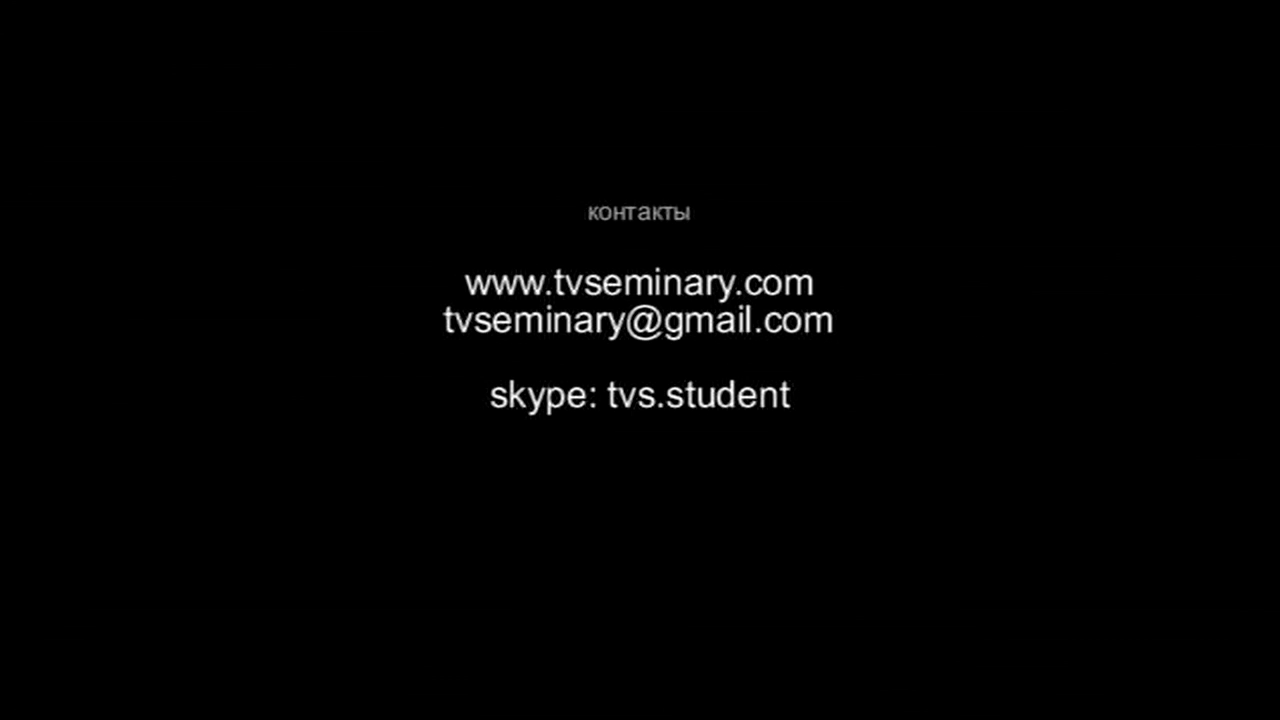 контакты
www.tvseminary.com
tvseminary@gmail.com
skype: tvs.student